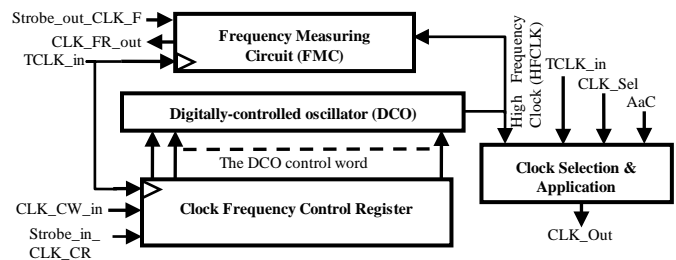 Strobe_out_CLK_F
CLK_FR_out
TCLK_in
Frequency Measuring
Circuit (FMC)
High Frequency
Clock (HFCLK)
TCLK_in
CLK_Sel
AaC
Digitally-controlled oscillator (DCO)
The DCO control word
Clock Selection &
Application
CLK_CW_in
Clock Frequency Control Register
Strobe_in_
CLK_CR
CLK_Out